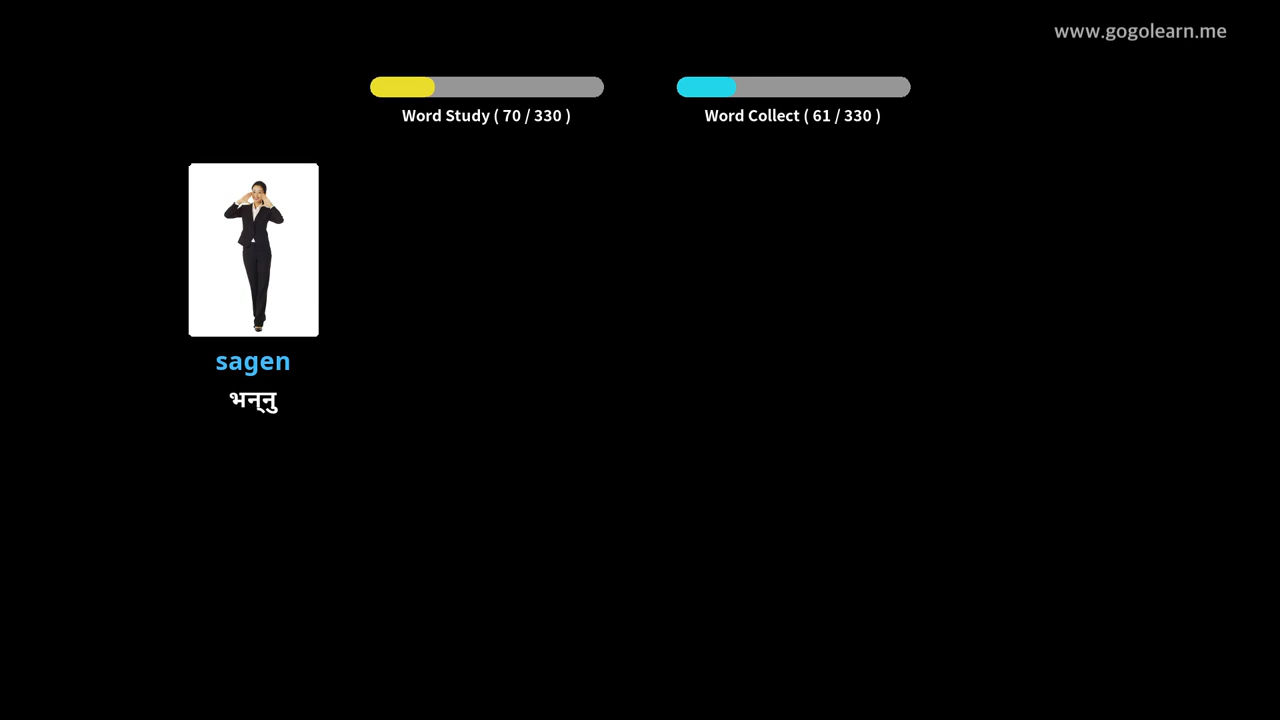 www.gogolearn.me
Word Study ( 70 / 330 )
Word Collect ( 61 / 330 )
sagen
भन्‌नु